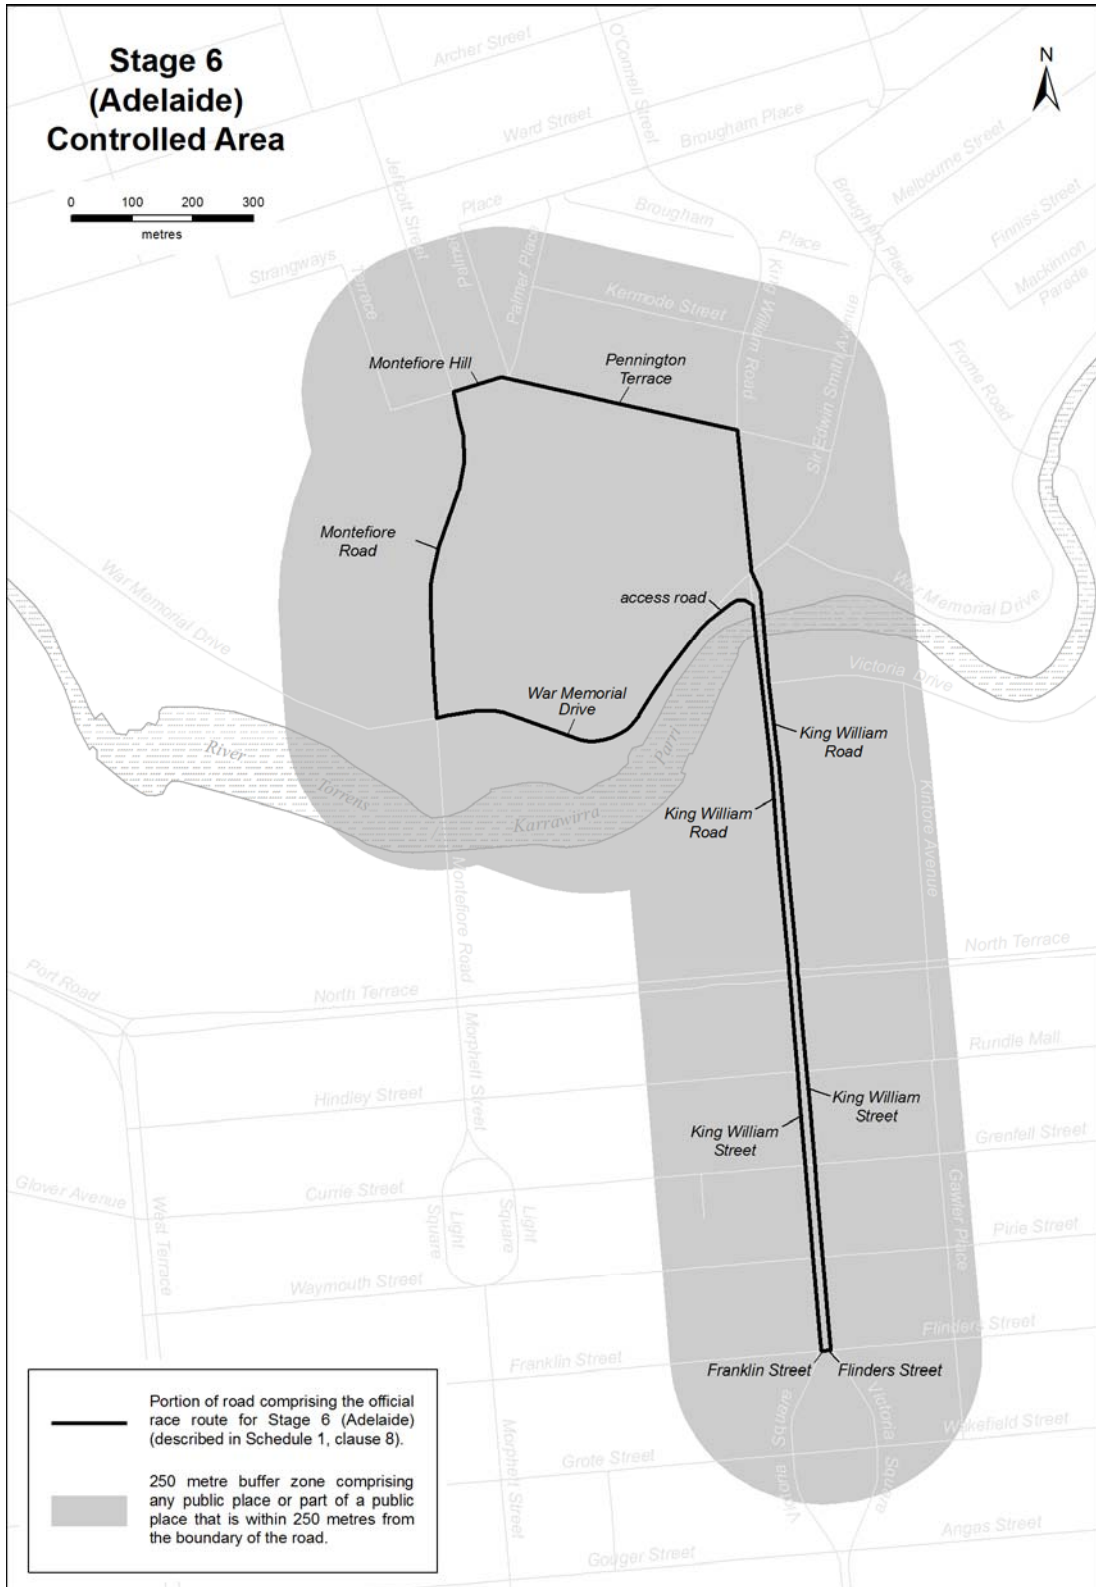 Stage 6
(Adelaide)
Controlled Area
N
0 100 200 300
metres
Archer Street
O'Connell Street
Ward Street
Brougham Place
Melbourne Street
Jeffcott Street
Place
Brougham
Place
Brougham Place
Finniss Street
Mackinnon
Parade
Strangways
Terrace
Palmer
Palmer Place
Kermode Street
King William Road
Sir Edwin Smith Avenue
Frome Road
Montefiore Hill
Pennington
Terrace
Montefiore
Road
War Memorial Drive
access road
War Memorial Drive
Victoria Drive
War Memorial
Drive
King William
Road
River
Torrens
Karrawirra
Parri
King William
Road
Kintore Avenue
Montefiore Road
North Terrace
Port Road
North Terrace
Rundle Mall
Morphett Street
Hindley Street
King William
Street
King William
Street
Grenfell Street
Glover Avenue
Currie Street
West Terrace
Light
Square
Light
Square
Gawler Place
Pirie Street
Waymouth Street
Flinders Street
Franklin Street
Franklin Street
Flinders Street
Victoria Square
Victoria Square
Wakefield Street
Grote Street
Morphett Street
Angas Street
Gouger Street
Portion of road comprising the official
race route for Stage 6 (Adelaide)
(described in Schedule 1, clause 8).
250 metre buffer zone comprising
any public place or part of a public
place that is within 250 metres from
the boundary of the road.